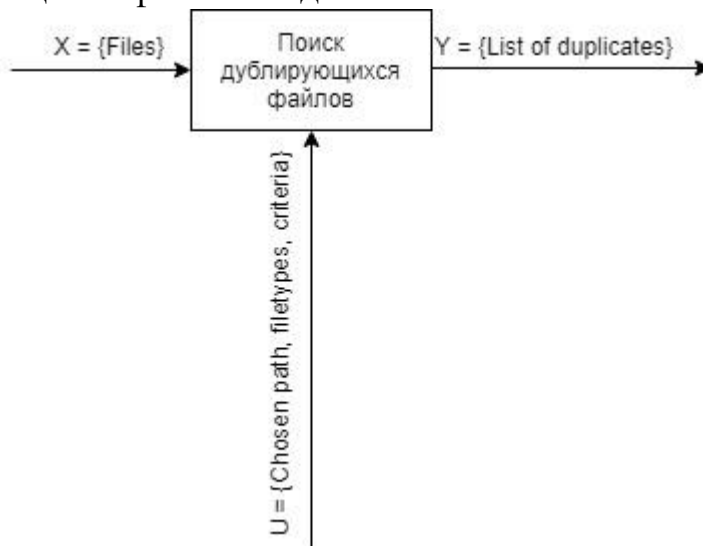 X = {Files}
Поиск
дублирующихся
файлов
Y = {List of duplicates}
U = {Chosen path, filetypes, criteria}